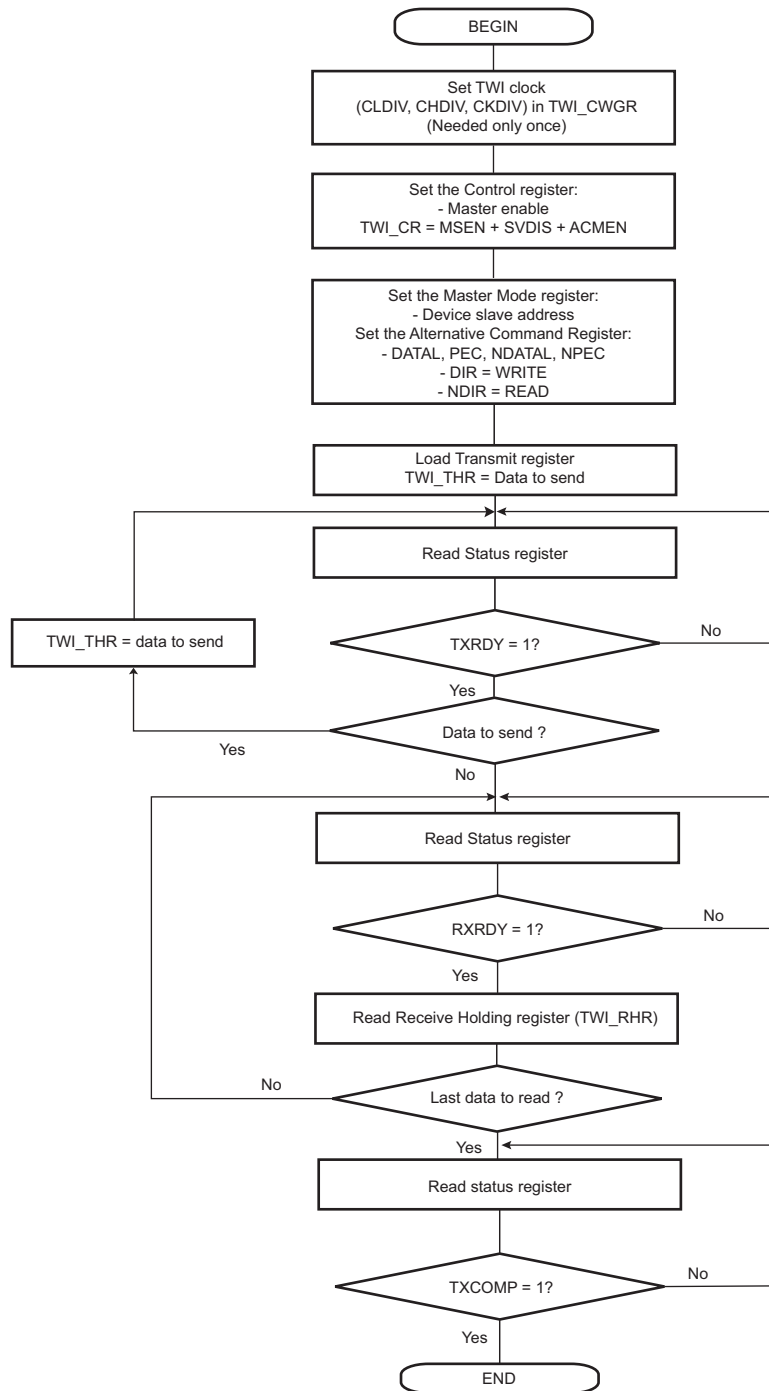 BEGIN
Set TWI clock
(CLDIV, CHDIV, CKDIV) in TWI_CWGR
(Needed only once)
Set the Control register:
- Master enable
TWI_CR = MSEN + SVDIS + ACMEN
Set the Master Mode register:
- Device slave address
Set the Alternative Command Register:
- DATAL, PEC, NDATAL, NPEC
- DIR = WRITE
- NDIR = READ
Load Transmit register
TWI_THR = Data to send
Read Status register
TWI_THR = data to send
TXRDY = 1?
No
Yes
Data to send ?
Yes
No
Read Status register
RXRDY = 1?
No
Yes
Read Receive Holding register (TWI_RHR)
No
Last data to read ?
Yes
Read status register
TXCOMP = 1?
No
Yes
END